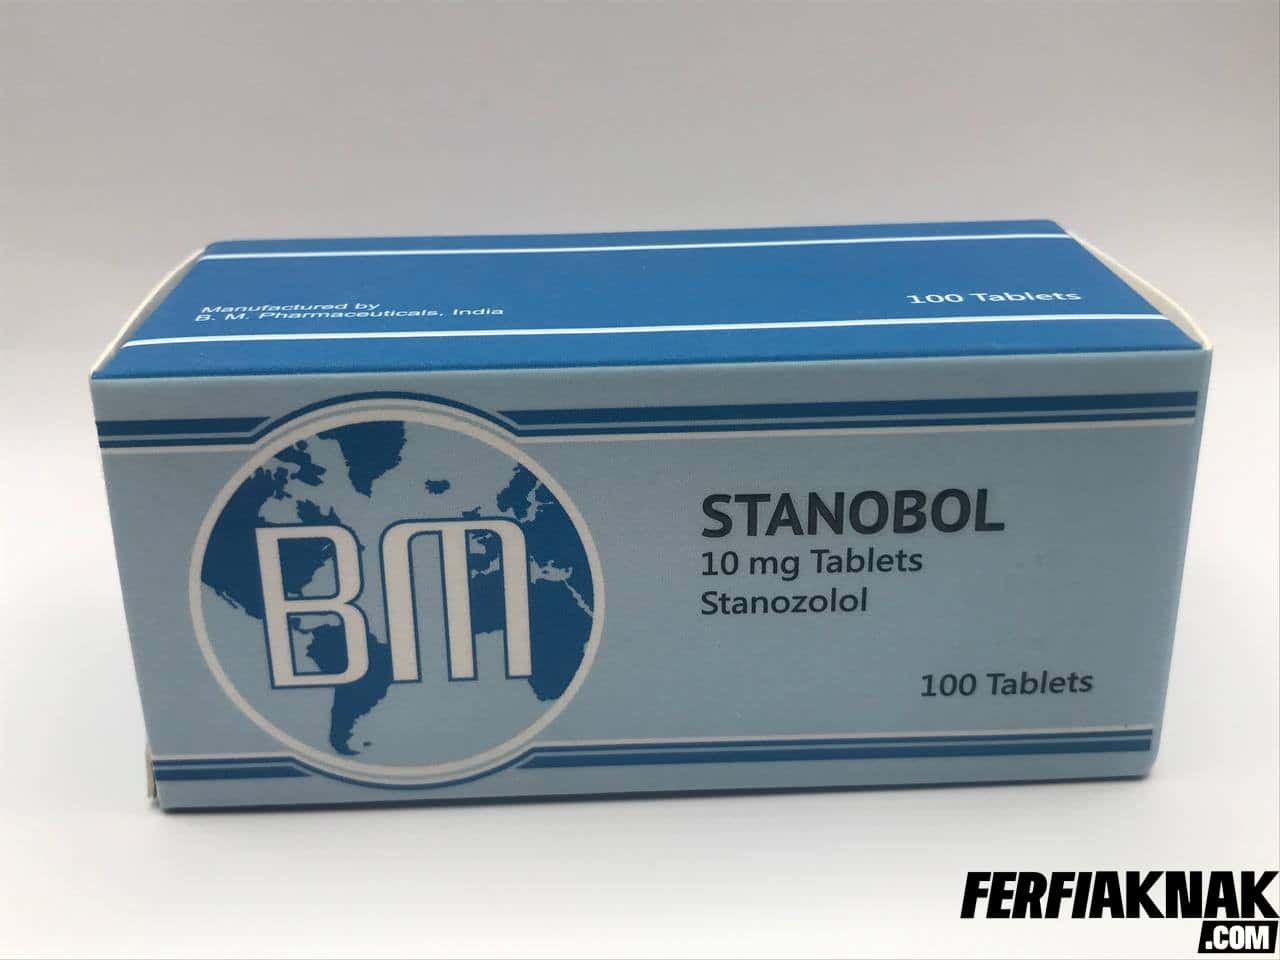 Manufactured by
B. M. Pharmaceuticals, India
100 Tablets
BM
STANOBOL
10 mg Tablets
Stanozolol
100 Tablets
FERFIAKNAK
.COM